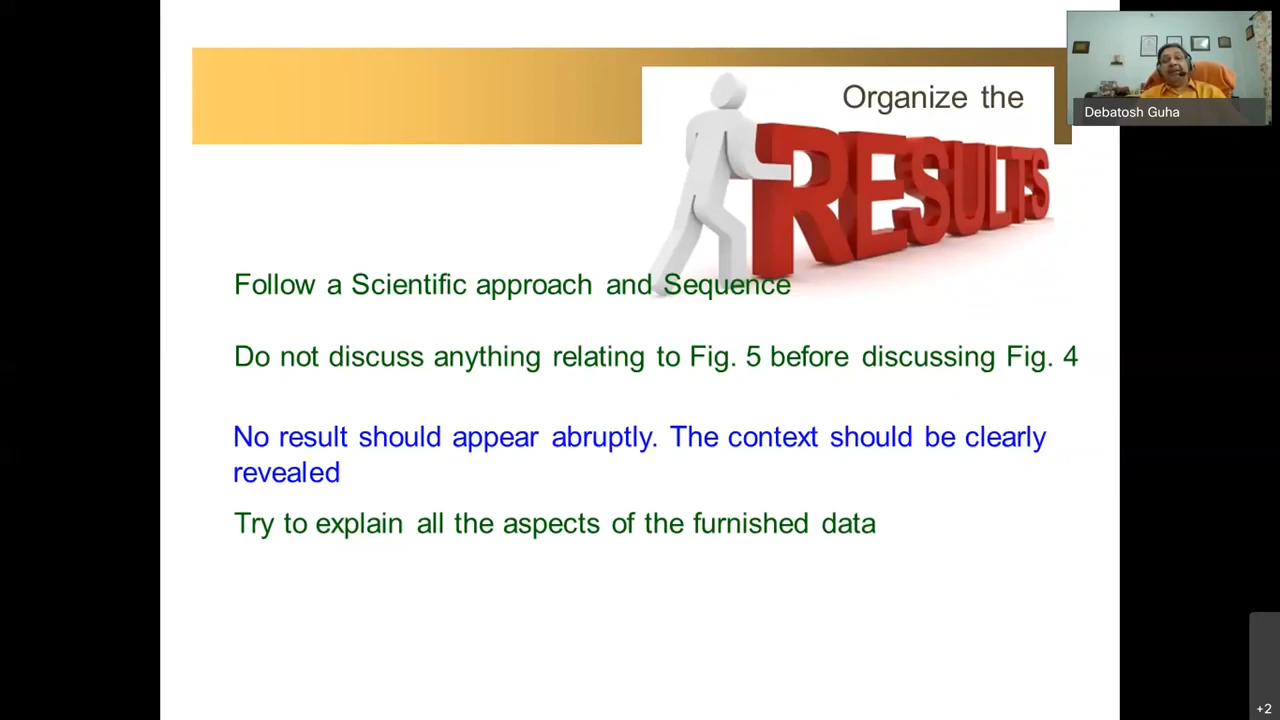 Organize the
RESULTS
Debatosh Guha
Follow a Scientific approach and Sequence
Do not discuss anything relating to Fig. 5 before discussing Fig. 4
No result should appear abruptly. The context should be clearly
revealed
Try to explain all the aspects of the furnished data
+2